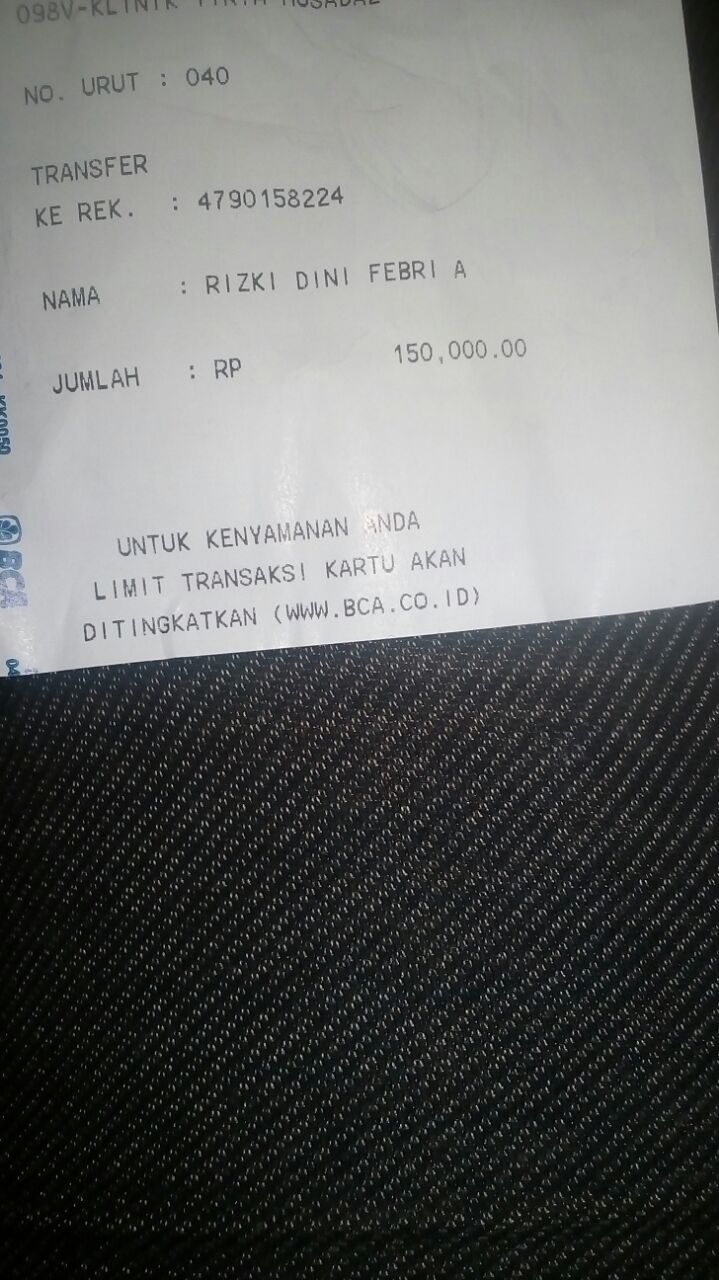 098V-KLINIK
NO. URUT : 040
TRANSFER
KE REK. : 4790158224
NAMA : RIZKI DINI FEBRI A
JUMLAH : RP 150,000.00
UNTUK KENYAMANAN ANDA
LIMIT TRANSAKSI KARTU AKAN
DITINGKATKAN (WWW.BCA.CO.ID)
BCA